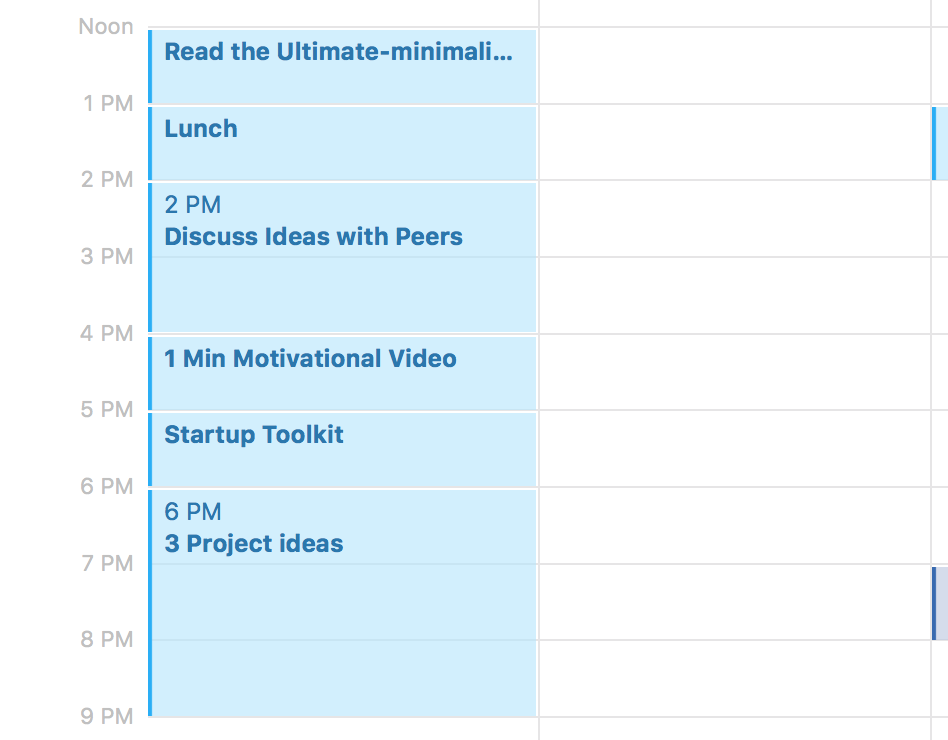 Noon
Read the Ultimate-minimali...
1 PM
Lunch
2 PM
2 PM
Discuss Ideas with Peers
3 PM
4 PM
1 Min Motivational Video
5 PM
Startup Toolkit
6 PM
6 PM
3 Project ideas
7 PM
8 PM
9 PM